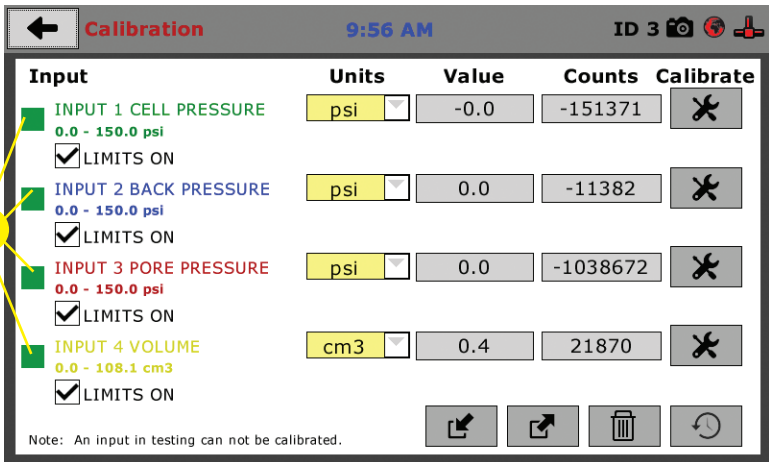 Calibration 9:56 AM ID 3
Input Units Value Counts Calibrate
INPUT 1 CELL PRESSURE psi -0.0 -151371
0.0 - 150.0 psi
LIMITS ON
INPUT 2 BACK PRESSURE psi 0.0 -11382
0.0 - 150.0 psi
LIMITS ON
INPUT 3 PORE PRESSURE psi 0.0 -1038672
0.0 - 150.0 psi
LIMITS ON
INPUT 4 VOLUME cm3 0.4 21870
0.0 - 108.1 cm3
LIMITS ON
Note: An input in testing can not be calibrated.